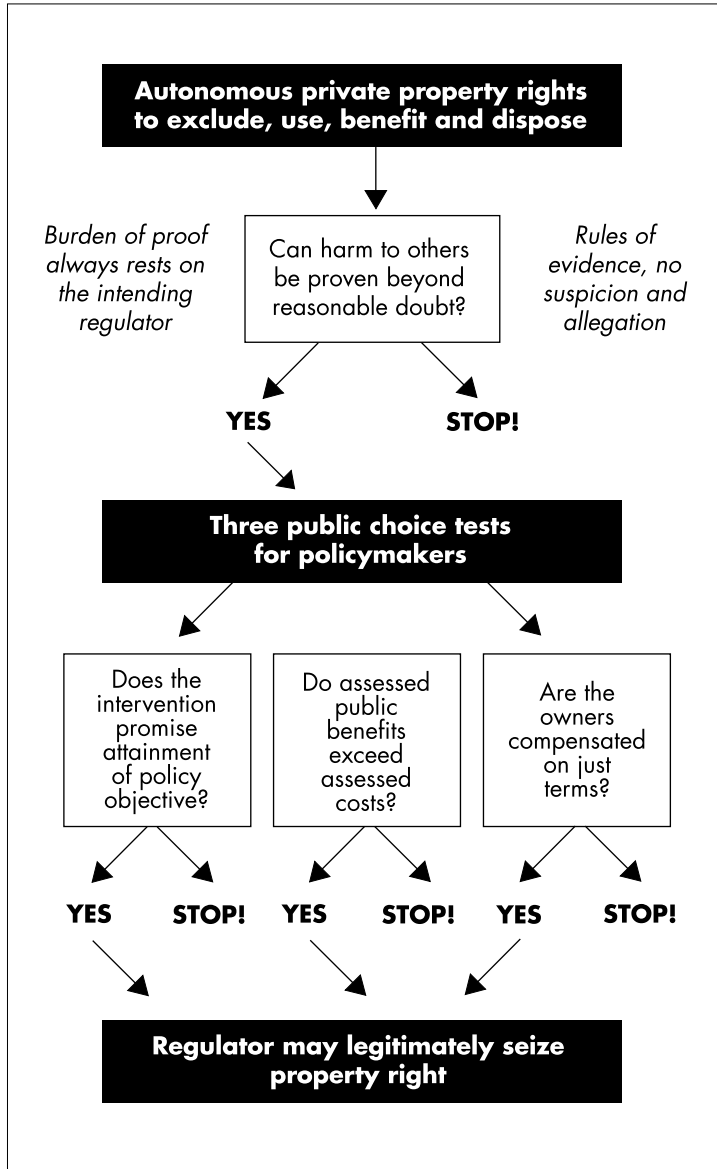 Autonomous private property rights
to exclude, use, benefit and dispose
Burden of proof
always rests on
the intending
regulator
Can harm to others
be proven beyond
reasonable doubt?
Rules of
evidence, no
suspicion and
allegation
YES
STOP!
Three public choice tests
for policymakers
Does the
intervention
promise
attainment
of policy
objective?
Do assessed
public
benefits
exceed
assessed
costs?
Are the
owners
compensated
on just
terms?
YES
STOP!
YES
STOP!
YES
STOP!
Regulator may legitimately seize
property right